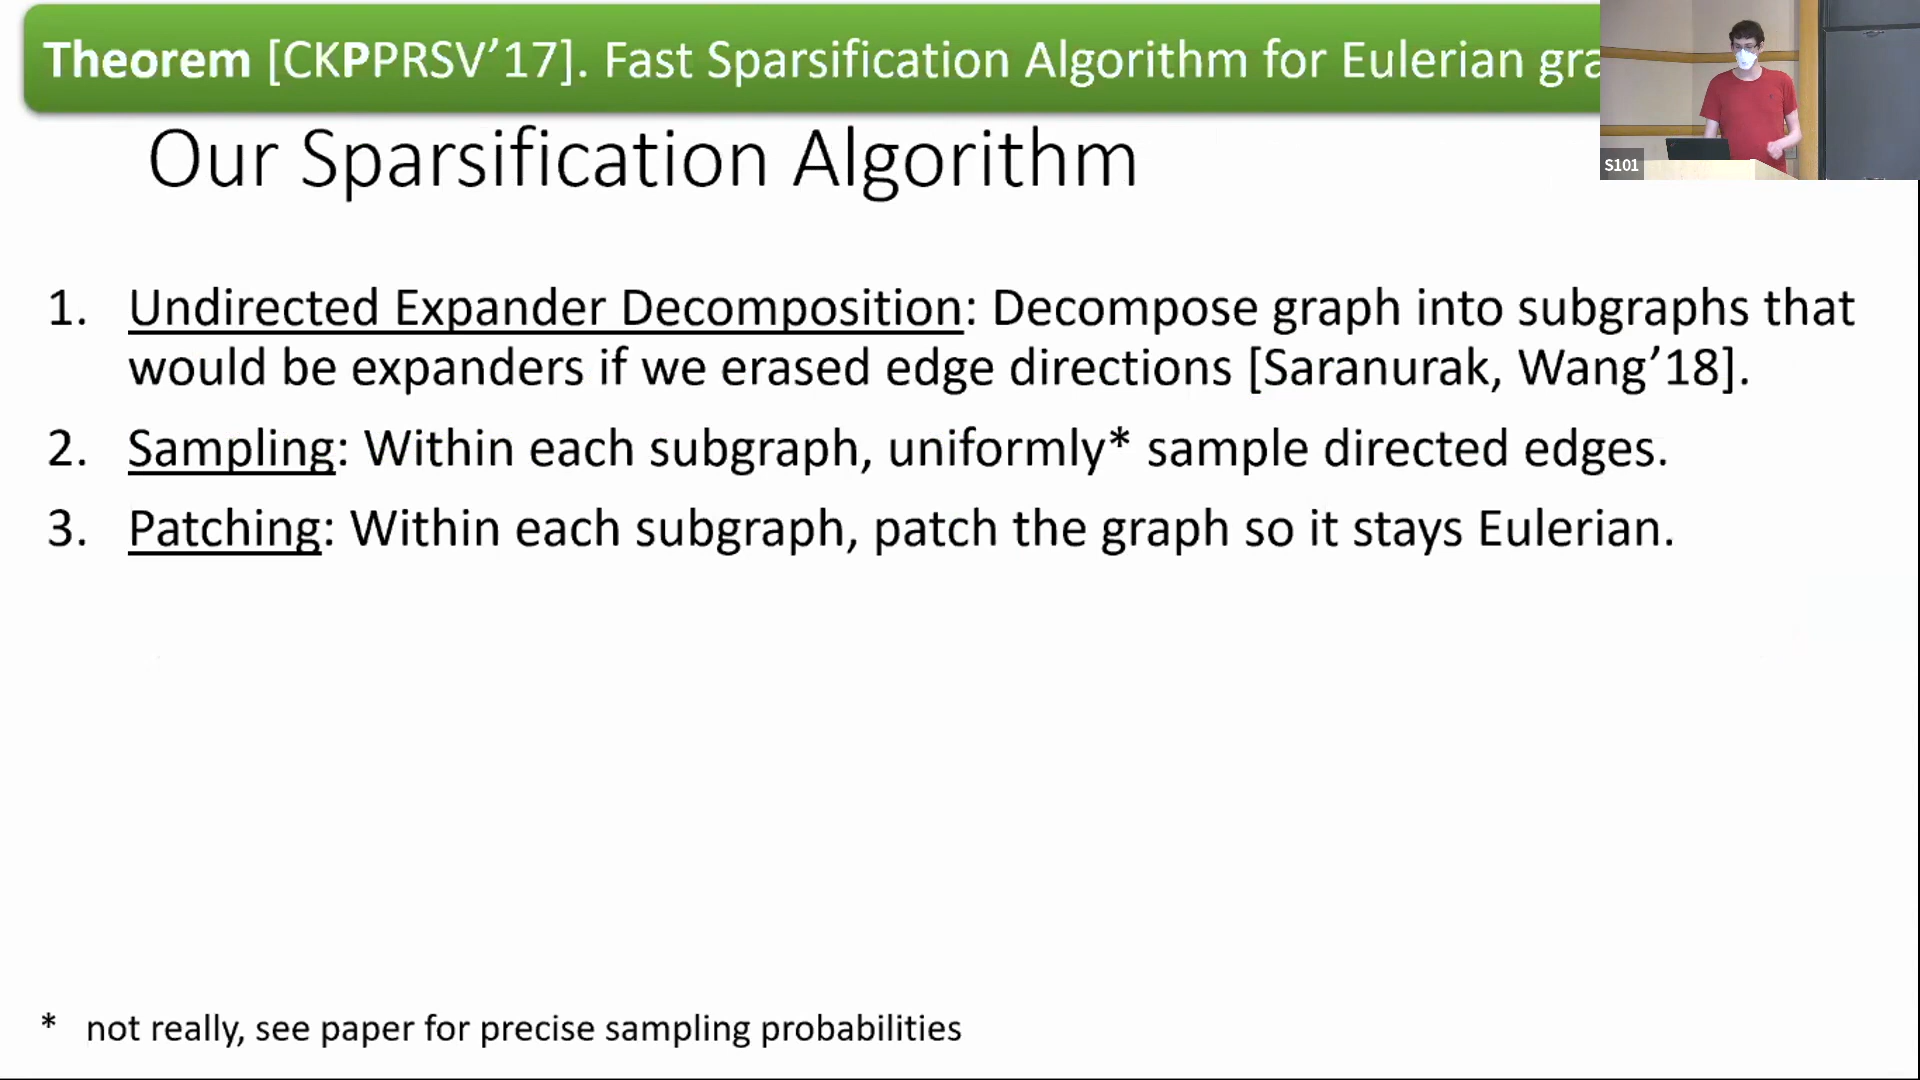 Theorem [CKPPRSV’17]. Fast Sparsification Algorithm for Eulerian gra
S101
Our Sparsification Algorithm
1. Undirected Expander Decomposition: Decompose graph into subgraphs that
would be expanders if we erased edge directions [Saranurak, Wang’18].
2. Sampling: Within each subgraph, uniformly* sample directed edges.
3. Patching: Within each subgraph, patch the graph so it stays Eulerian.
* not really, see paper for precise sampling probabilities